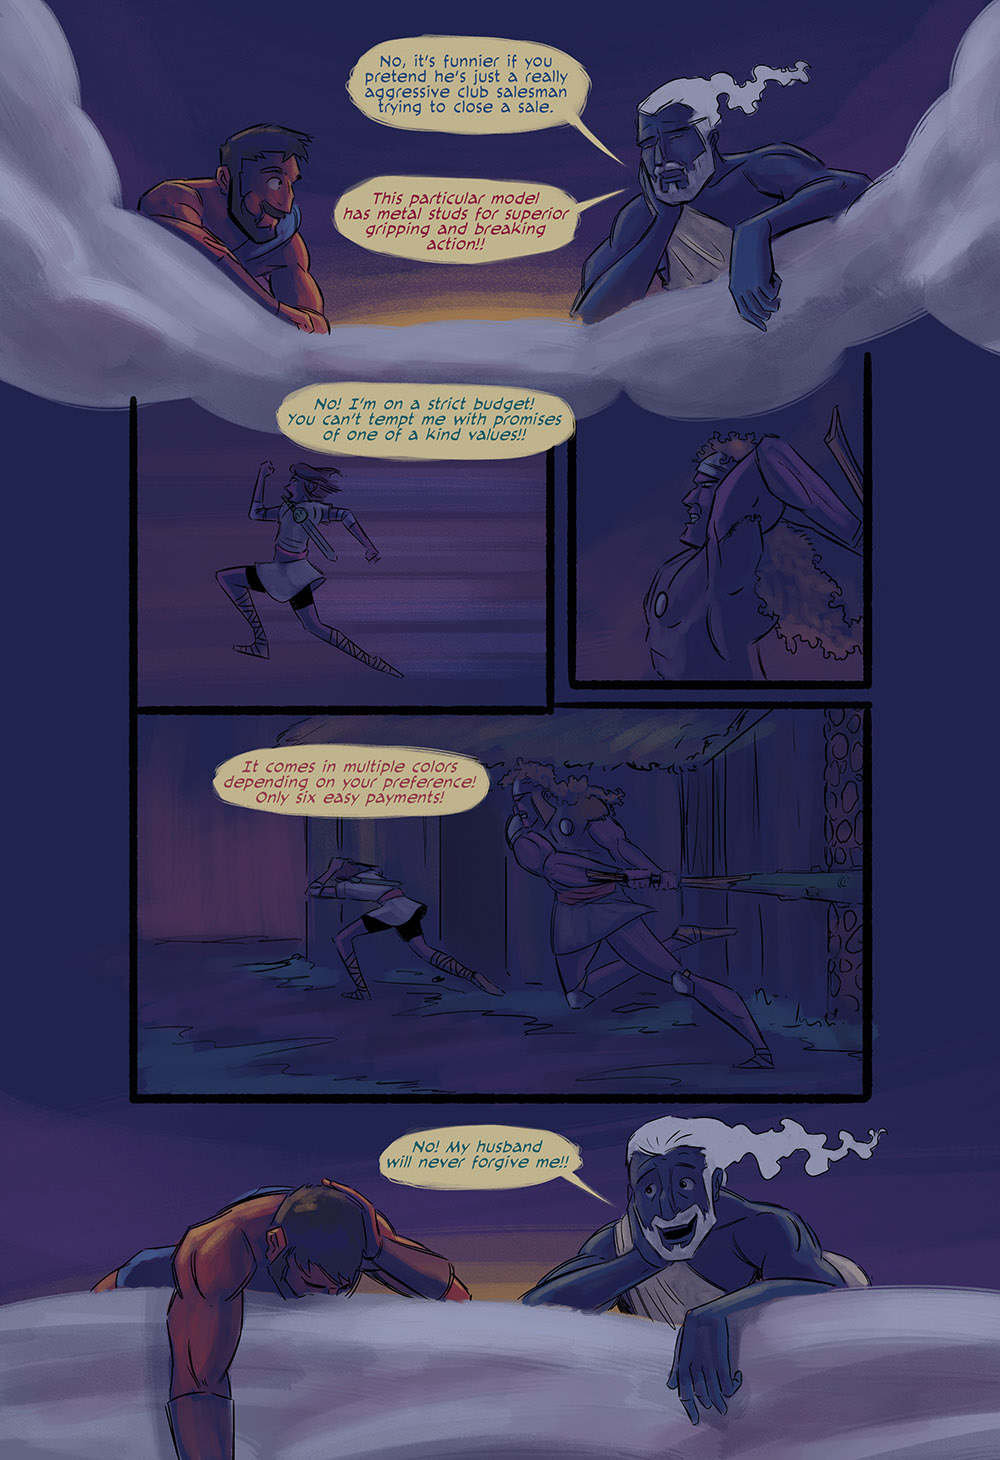 No, it's funnier if you
pretend he's just a really
aggressive club salesman
trying to close a sale.
This particular model
has metal studs for superior
gripping and breaking
action!!
No! I'm on a strict budget!
You can't tempt me with promises
of one of a kind values!!
It comes in multiple colors
depending on your preference!
Only six easy payments!
No! My husband
will never forgive me!!